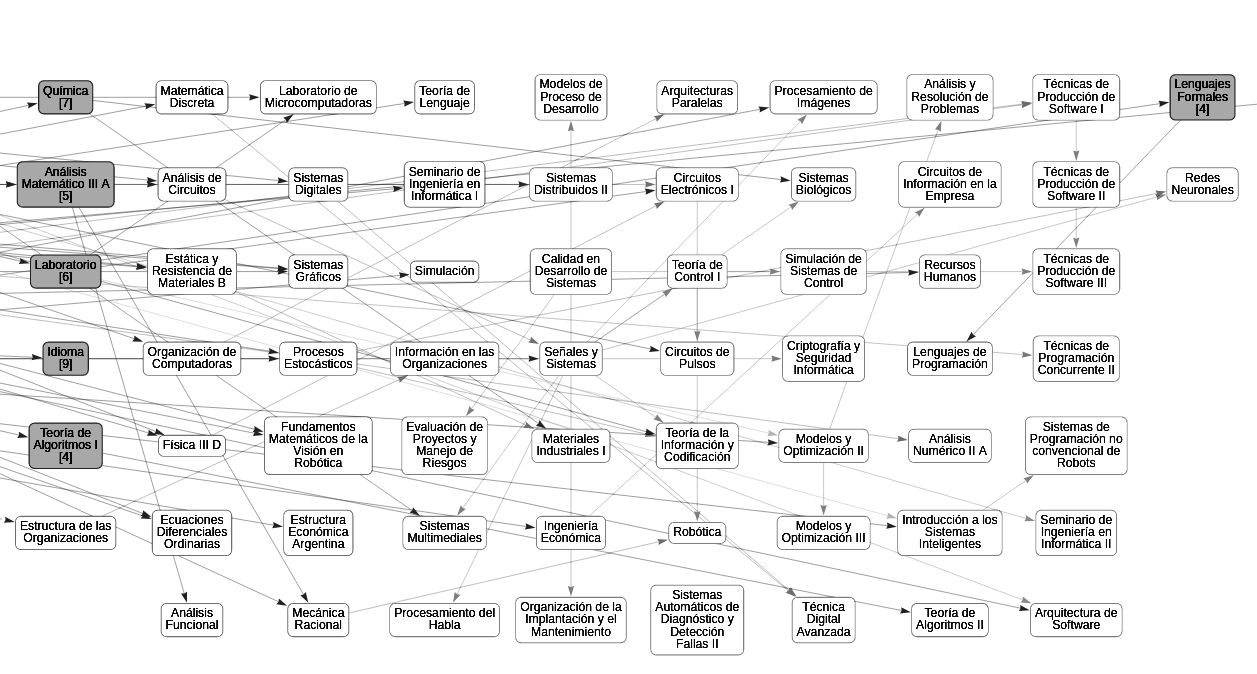 Química
[7]
Matemática
Discreta
Laboratorio de
Microcomputadoras
Teoría de
Lenguaje
Modelos de
Proceso de
Desarrollo
Arquitecturas
Paralelas
Procesamiento de
Imágenes
Análisis y
Resolución de
Problemas
Técnicas de
Producción de
Software I
Lenguajes
Formales
[4]
Análisis
Matemático III A
[5]
Análisis de
Circuitos
Sistemas
Digitales
Seminario de
Ingeniería en
Informática I
Sistemas
Distribuidos II
Circuitos
Electrónicos I
Sistemas
Biológicos
Circuitos de
Información en la
Empresa
Técnicas de
Producción de
Software II
Redes
Neuronales
Laboratorio
[6]
Estática y
Resistencia de
Materiales B
Sistemas
Gráficos
Simulación
Calidad en
Desarrollo de
Sistemas
Teoría de
Control I
Simulación de
Sistemas de
Control
Recursos
Humanos
Técnicas de
Producción de
Software III
Idioma
[9]
Organización de
Computadoras
Procesos
Estocásticos
Información en las
Organizaciones
Señales y
Sistemas
Circuitos de
Pulsos
Criptografía y
Seguridad
Informática
Lenguajes de
Programación
Técnicas de
Programación
Concurrente II
Teoría de
Algoritmos I
[4]
Física III D
Fundamentos
Matemáticos de la
Visión en
Robótica
Evaluación de
Proyectos y
Manejo de
Riesgos
Materiales
Industriales I
Teoría de la
Información y
Codificación
Modelos y
Optimización II
Análisis
Numérico II A
Sistemas de
Programación no
convencional de
Robots
Estructura de las
Organizaciones
Ecuaciones
Diferenciales
Ordinarias
Estructura
Económica
Argentina
Sistemas
Multimediales
Ingeniería
Económica
Robótica
Modelos y
Optimización III
Introducción a los
Sistemas
Inteligentes
Seminario de
Ingeniería en
Informática II
Análisis
Funcional
Mecánica
Racional
Procesamiento del
Habla
Organización de la
Implantación y el
Mantenimiento
Sistemas
Automáticos de
Diagnóstico y
Detección
Fallas II
Técnica
Digital
Avanzada
Teoría de
Algoritmos II
Arquitectura de
Software